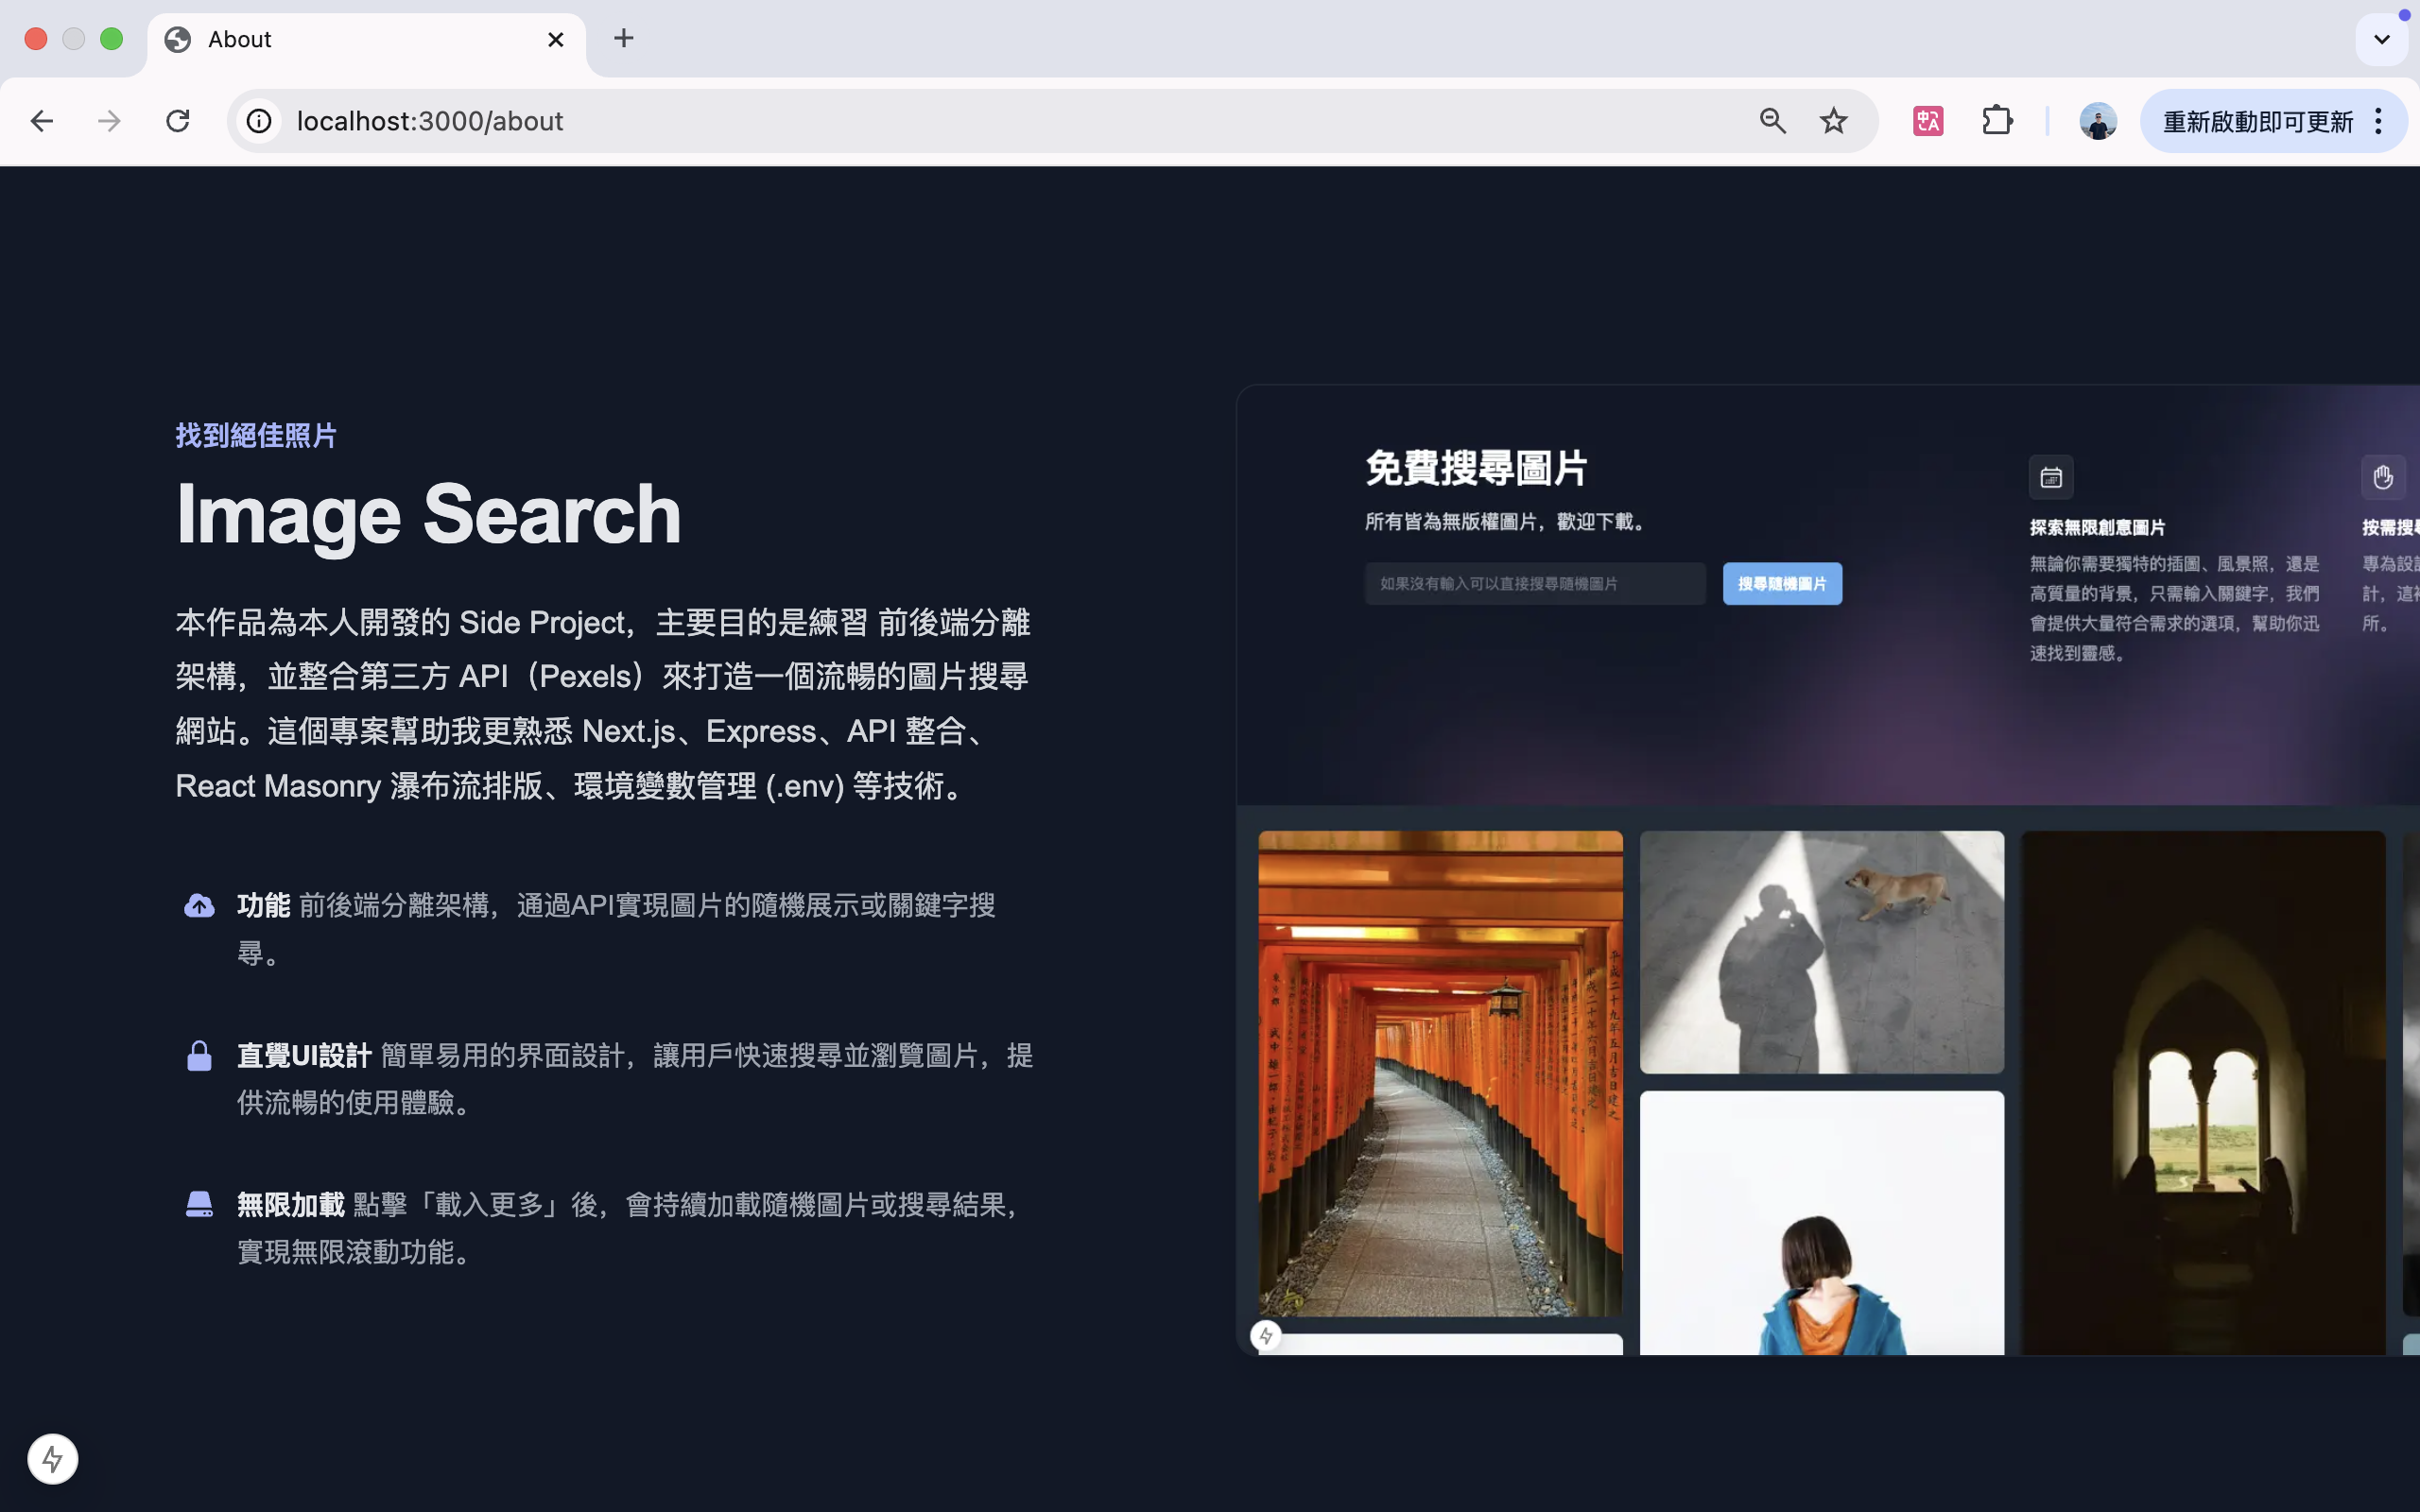 About
localhost:3000/about
重新啟動即可更新
找到絕佳照片
Image Search
本作品為本人開發的 Side Project，主要目的是練習 前後端分離
架構，並整合第三方 API（Pexels）來打造一個流暢的圖片搜尋
網站。這個專案幫助我更熟悉 Next.js、Express、API 整合、
React Masonry 瀑布流排版、環境變數管理 (.env) 等技術。
功能 前後端分離架構，通過API實現圖片的隨機展示或關鍵字搜
尋。
直覺UI設計 簡單易用的界面設計，讓用戶快速搜尋並瀏覽圖片，提
供流暢的使用體驗。
無限加載 點擊「載入更多」後，會持續加載隨機圖片或搜尋結果，
實現無限滾動功能。
免費搜尋圖片
所有皆為無版權圖片，歡迎下載。
如果沒有輸入可以直接搜尋隨機圖片
搜尋隨機圖片
探索無限創意圖片
無論你需要獨特的插圖、風景照，還是
高質量的背景，只需輸入關鍵字，我們
會提供大量符合需求的選項，幫助你迅
速找到靈感。
按需搜
專為設
計，這
所。